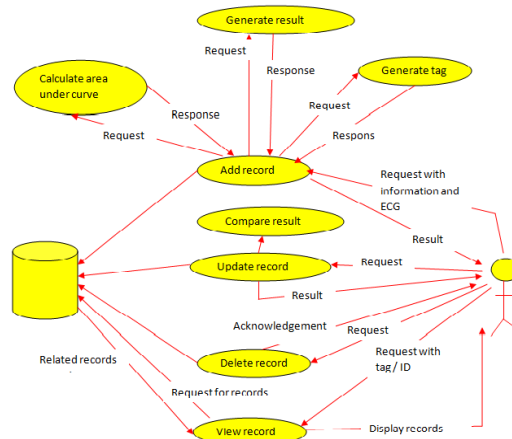 Generate result
Request
Response
Calculate area
under curve
Generate tag
Request
Response
Request
Respons
Add record
Request with
information and
ECG
Compare result
Result
Update record
Request
Result
Acknowledgement
Request
Related records
Delete record
Request with
tag / ID
Request for records
VIew record
Display records